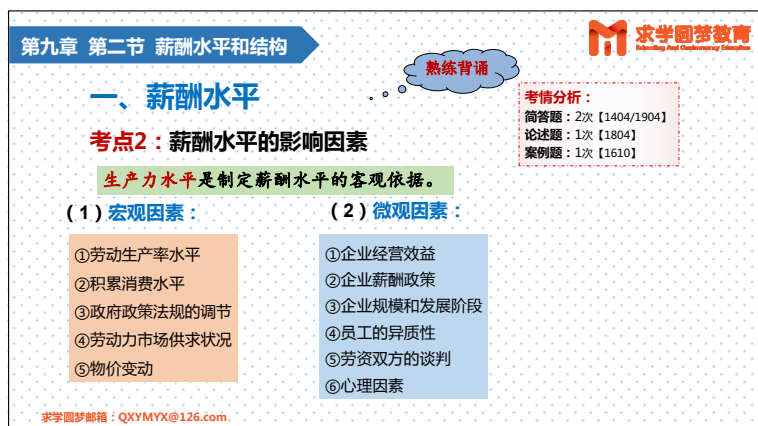 第九章 第二节 薪酬水平和结构
求学圆梦教育
熟练背诵
一、薪酬水平
考点2：薪酬水平的影响因素
考情分析：
简答题：2次【1404/1904】
论述题：1次【1804】
案例题：1次【1610】
生产力水平是制定薪酬水平的客观依据。
（1）宏观因素：
①劳动生产率水平
②积累消费水平
③政府政策法规的调节
④劳动力市场供求状况
⑤物价变动
（2）微观因素：
①企业经营效益
②企业薪酬政策
③企业规模和发展阶段
④员工的异质性
⑤劳资双方的谈判
⑥心理因素
求学圆梦邮箱：QXYMYX@126.com